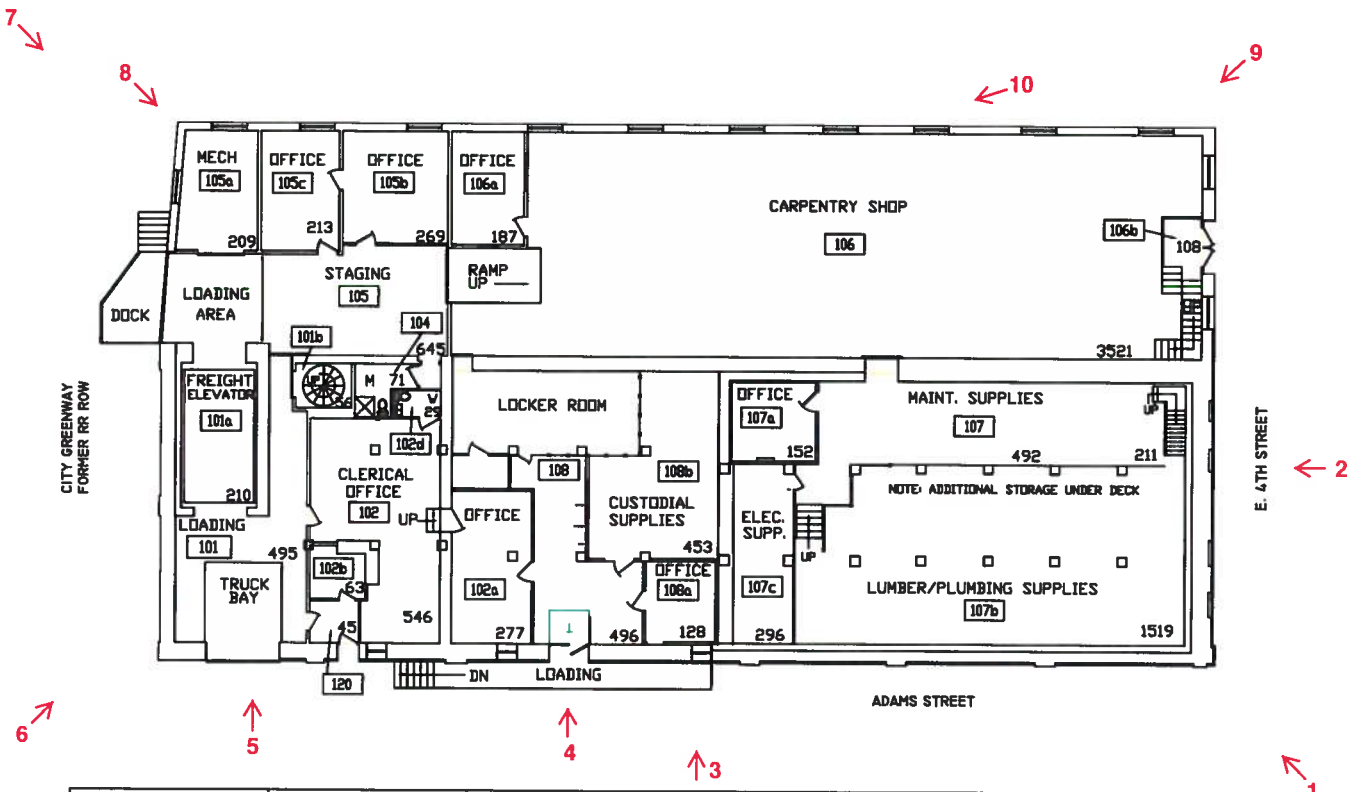 7
8
9
10
MECH
105a
209
OFFICE
105c
213
OFFICE
105b
269
OFFICE
106a
187
CARPENTRY SHOP
106
3521
106b
108
UP
RAMP
UP
STAGING
105
645
LOADING
AREA
DOCK
104
101b
UP
56
M
71
V
29
102d
FREIGHT
ELEVATOR
101a
210
CITY GREENWAY
FORMER RR ROW
LOCKER ROOM
OFFICE
107a
152
MAINT. SUPPLIES
107
492
211
UP
NOTE: ADDITIONAL STORAGE UNDER DECK
E. 4TH STREET
2
CLERICAL
OFFICE
102
UP
546
108
108b
CUSTODIAL
SUPPLIES
453
OFFICE
102a
277
ELEC.
SUPP.
107c
296
UP
LUMBER/PLUMBING SUPPLIES
107b
1519
LOADING
101
495
TRUCK
BAY
102b
63
45
OFFICE
108a
128
496
120
DN
LOADING
ADAMS STREET
6
5
4
3
1